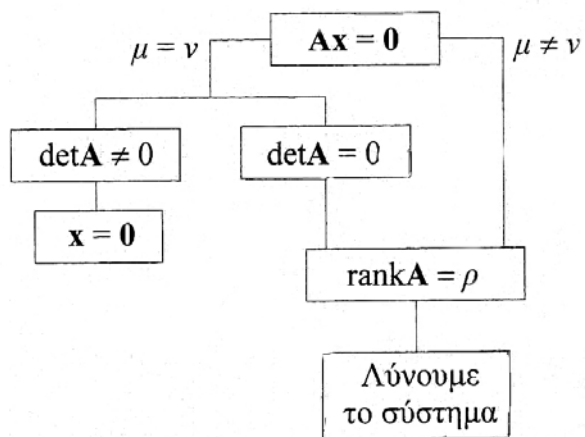 Ax = 0
μ = ν
μ ≠ ν
detA ≠ 0
detA = 0
x = 0
rankA = ρ
Λύνουμε
το σύστημα